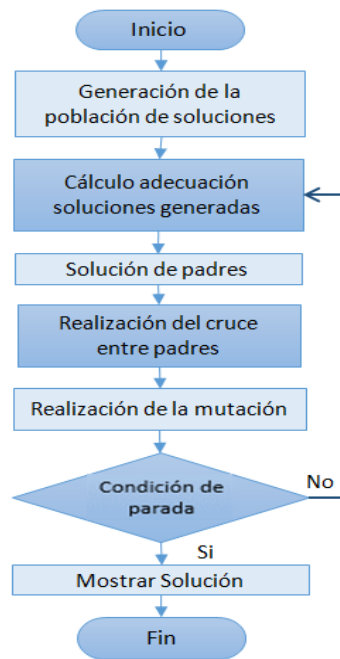 Inicio
Generación de la
población de soluciones
Cálculo adecuación
soluciones generadas
Solución de padres
Realización del cruce
entre padres
Realización de la mutación
Condición de
parada
No
Si
Mostrar Solución
Fin